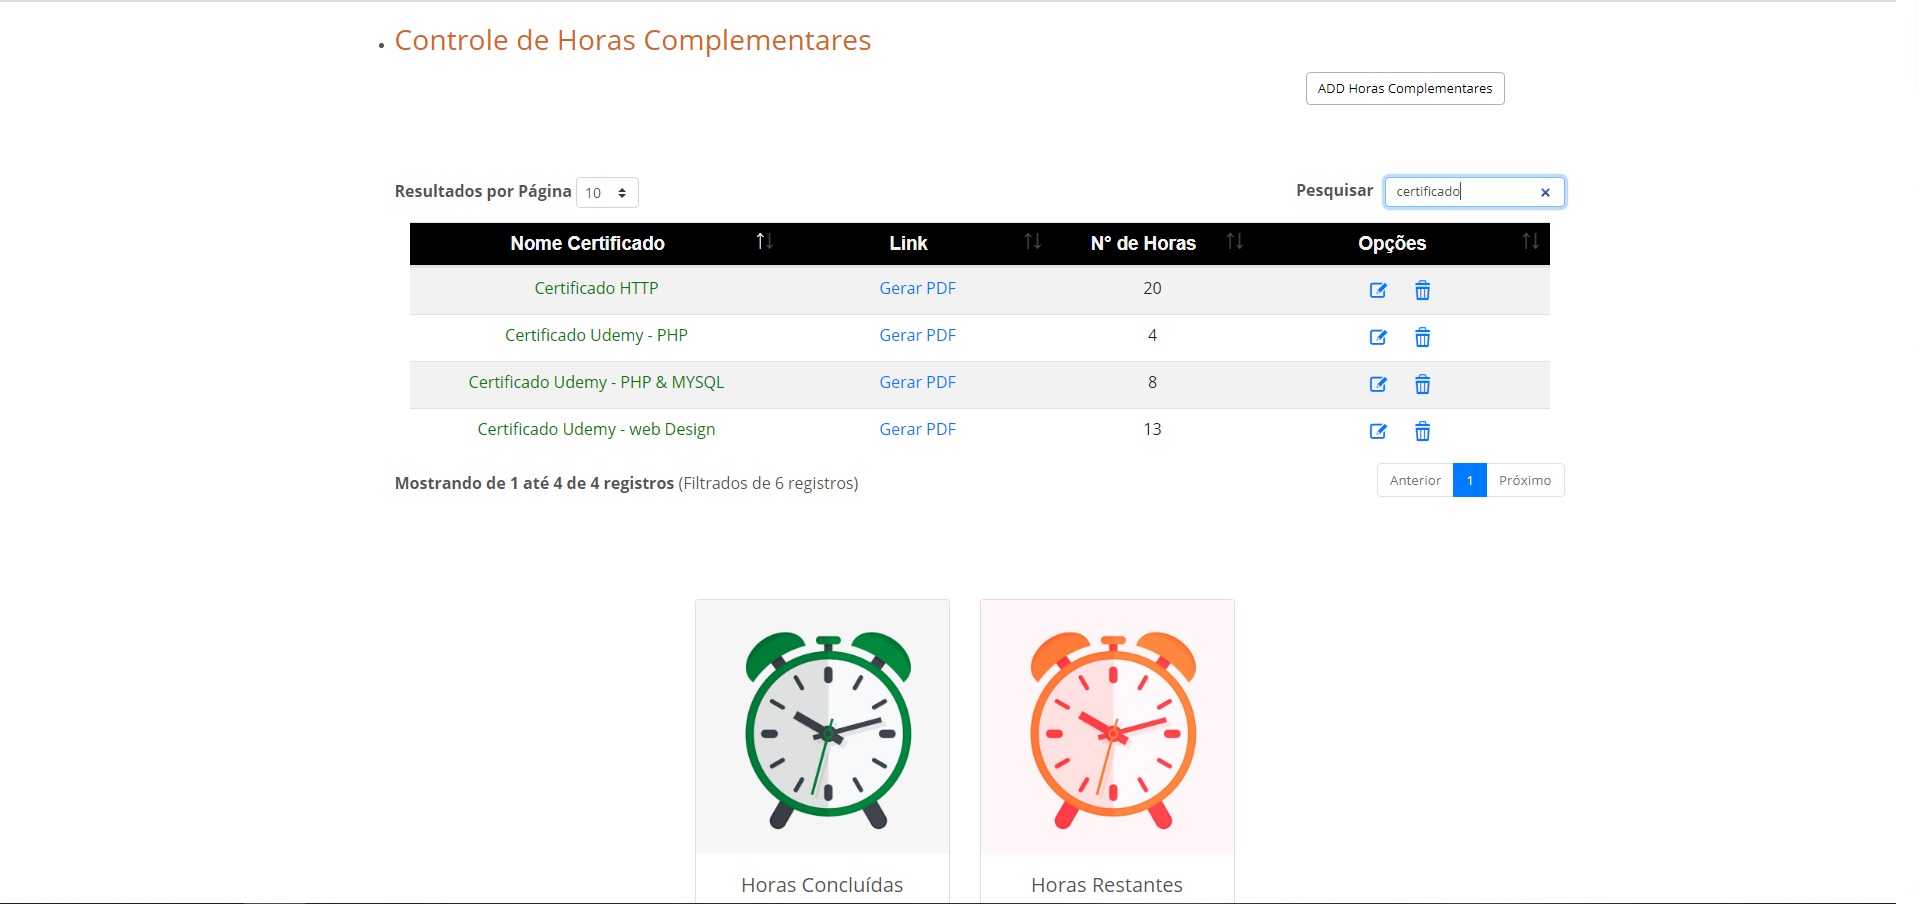 Controle de Horas Complementares
ADD Horas Complementares
Resultados por Página 10 Pesquisar certificado ×
Nome Certificado Link N° de Horas Opções
Certificado HTTP Gerar PDF 20
Certificado Udemy - PHP Gerar PDF 4
Certificado Udemy - PHP & MYSQL Gerar PDF 8
Certificado Udemy - web Design Gerar PDF 13
Mostrando de 1 até 4 de 4 registros (Filtrados de 6 registros) Anterior 1 Próximo
Horas Concluídas Horas Restantes